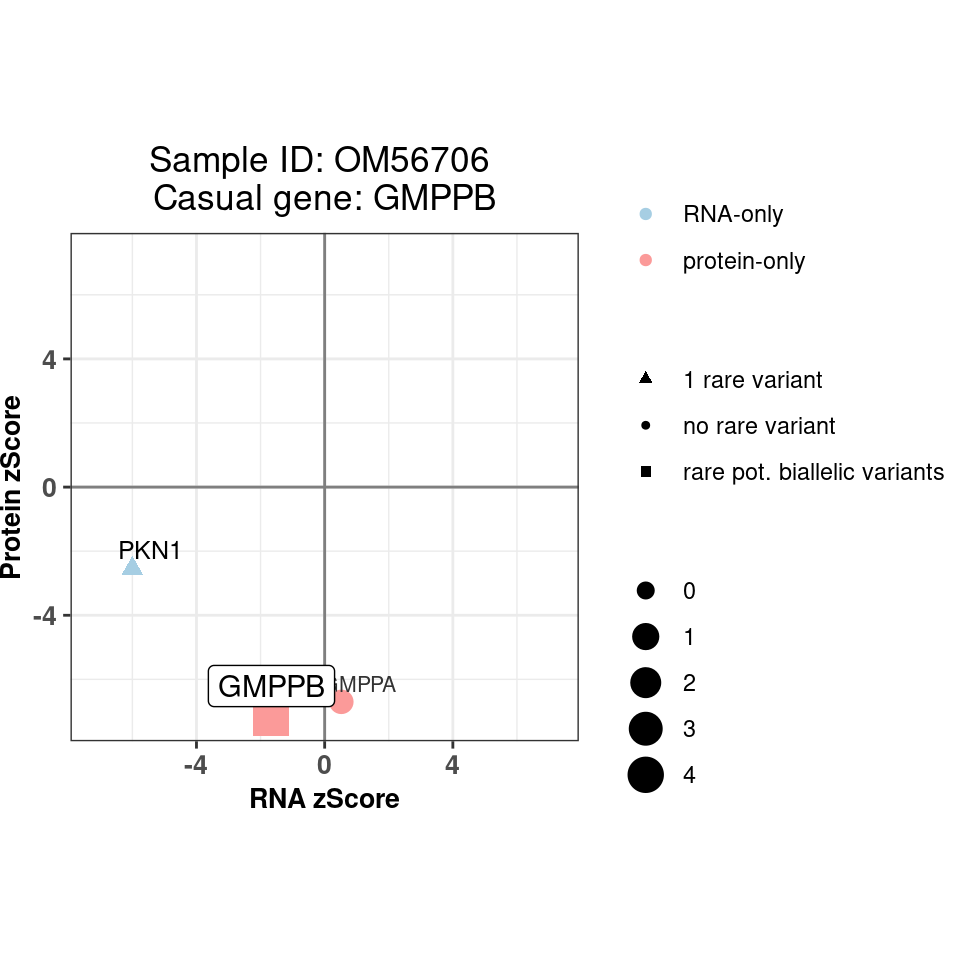 Sample ID: OM56706
Casual gene: GMPPB
RNA-only
protein-only
1 rare variant
no rare variant
rare pot. biallelic variants
0
1
2
3
4
Protein zScore
4
0
-4
PKN1
GMPPB
GMPPA
-4
0
4
RNA zScore